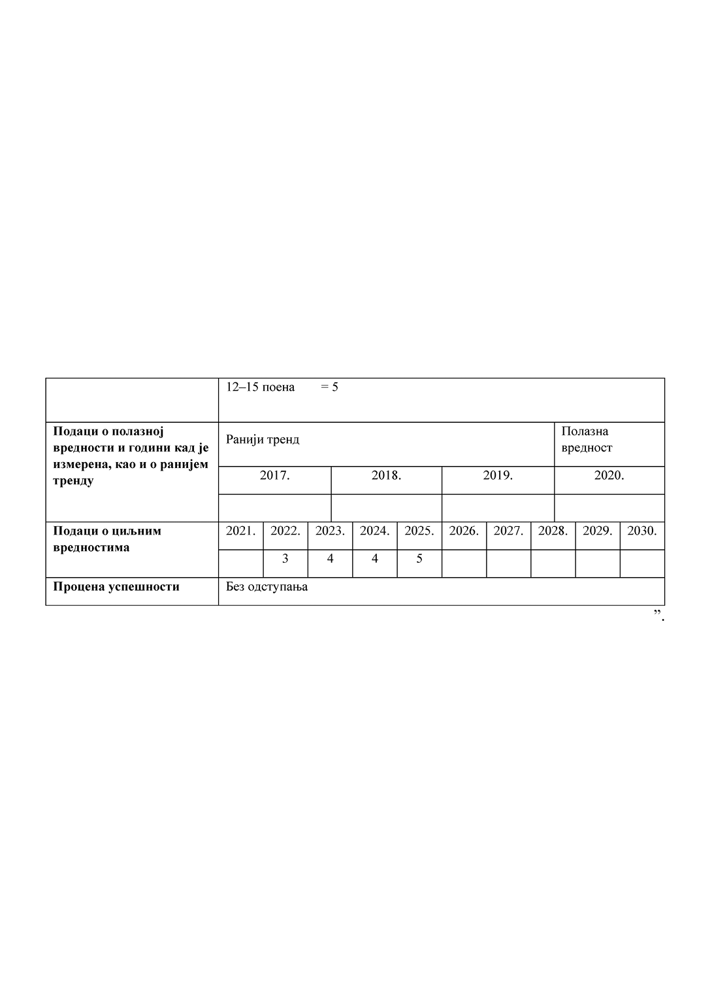 12–15 поена = 5
Подаци о полазној
вредности и години кад је
измерена, као и о ранијем
тренду
Ранији тренд
Полазна
вредност
2017. 2018. 2019. 2020.
Подаци о циљним
вредностима
2021. 2022. 2023. 2024. 2025. 2026. 2027. 2028. 2029. 2030.
3 4 4 5
Процена успешности
Без одступања
”.